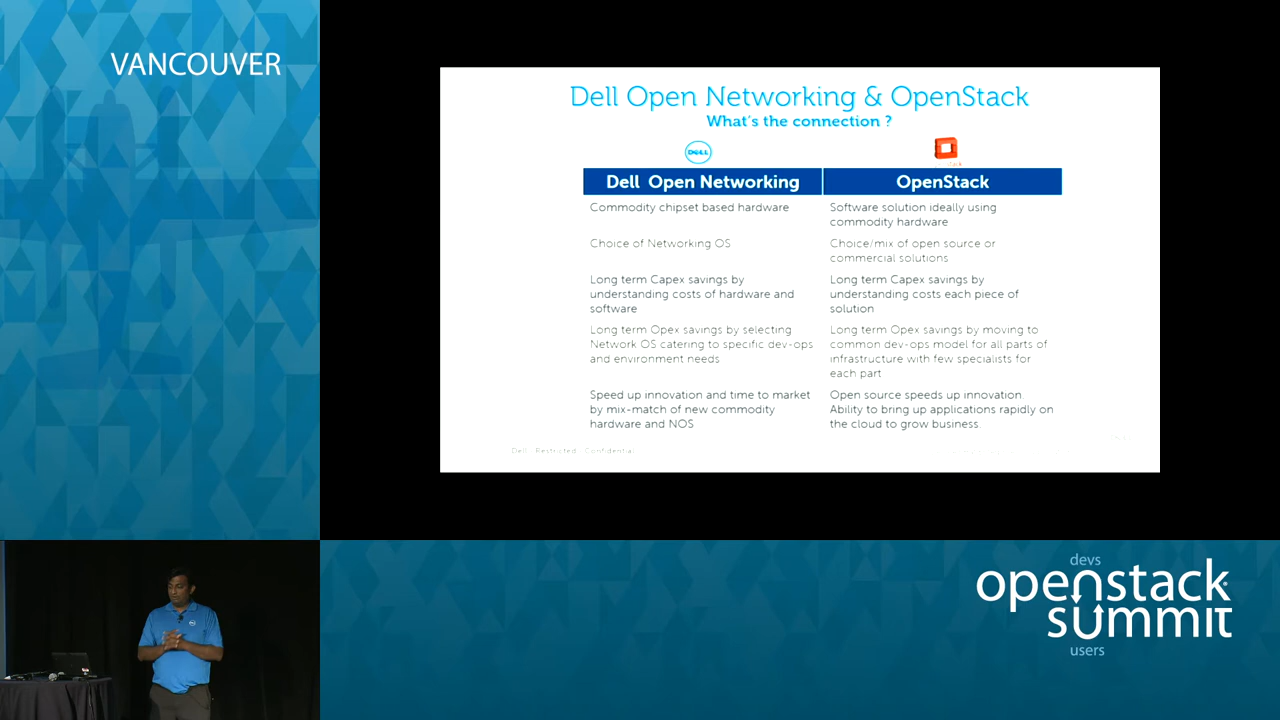 VANCOUVER
Dell Open Networking & OpenStack
What's the connection ?
DELL
Dell Open Networking
OpenStack
Commodity chipset based hardware
Software solution ideally using
commodity hardware
Choice of Networking OS
Choice/mix of open source or
commercial solutions
Long term Capex savings by
understanding costs of hardware and
software
Long term Capex savings by
understanding costs each piece of
solution
Long term Opex savings by selecting
Network OS catering to specific dev-ops
and environment needs
Long term Opex savings by moving to
common dev-ops model for all parts of
infrastructure with few specialists for
each part
Speed up innovation and time to market
by mix-match of new commodity
hardware and NOS
Open source speeds up innovation.
Ability to bring up applications rapidly on
the cloud to grow business.
Dell Restricted Confidential
devs
openstack
summit
users